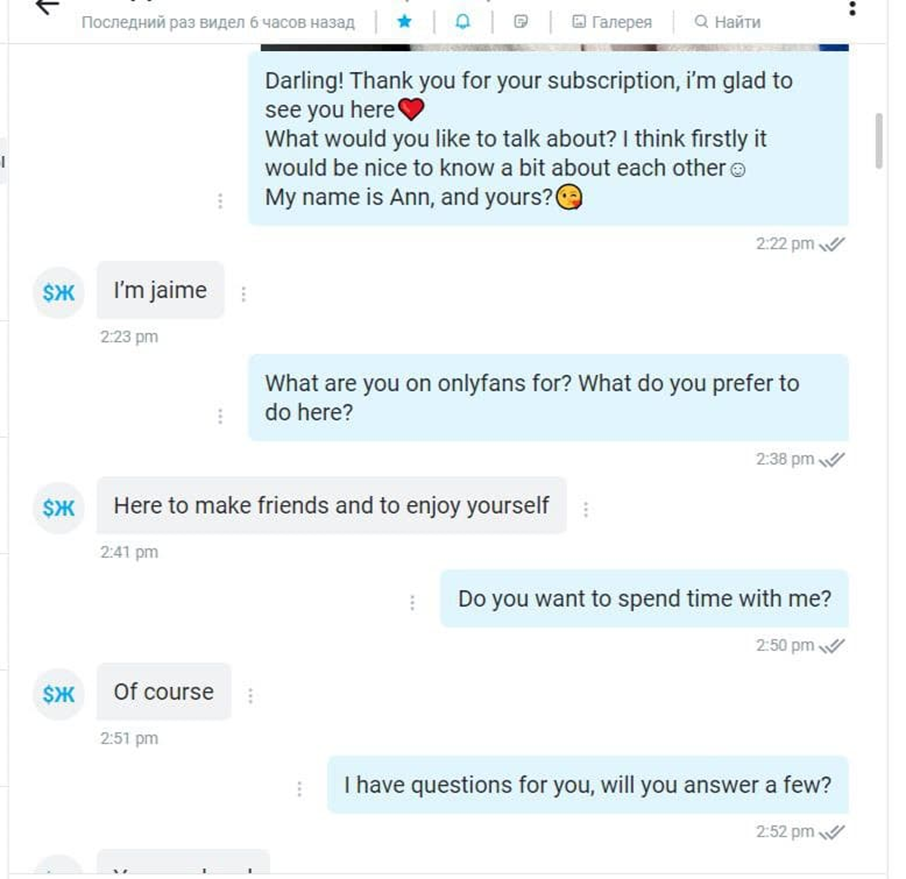 Последний раз видел 6 часов назад
Галерея
Найти
Darling! Thank you for your subscription, i’m glad to
see you here❤️
What would you like to talk about? I think firstly it
would be nice to know a bit about each other☺
My name is Ann, and yours?😘
2:22 pm
$Ж
I’m jaime
2:23 pm
What are you on onlyfans for? What do you prefer to
do here?
2:38 pm
$Ж
Here to make friends and to enjoy yourself
2:41 pm
Do you want to spend time with me?
2:50 pm
$Ж
Of course
2:51 pm
I have questions for you, will you answer a few?
2:52 pm